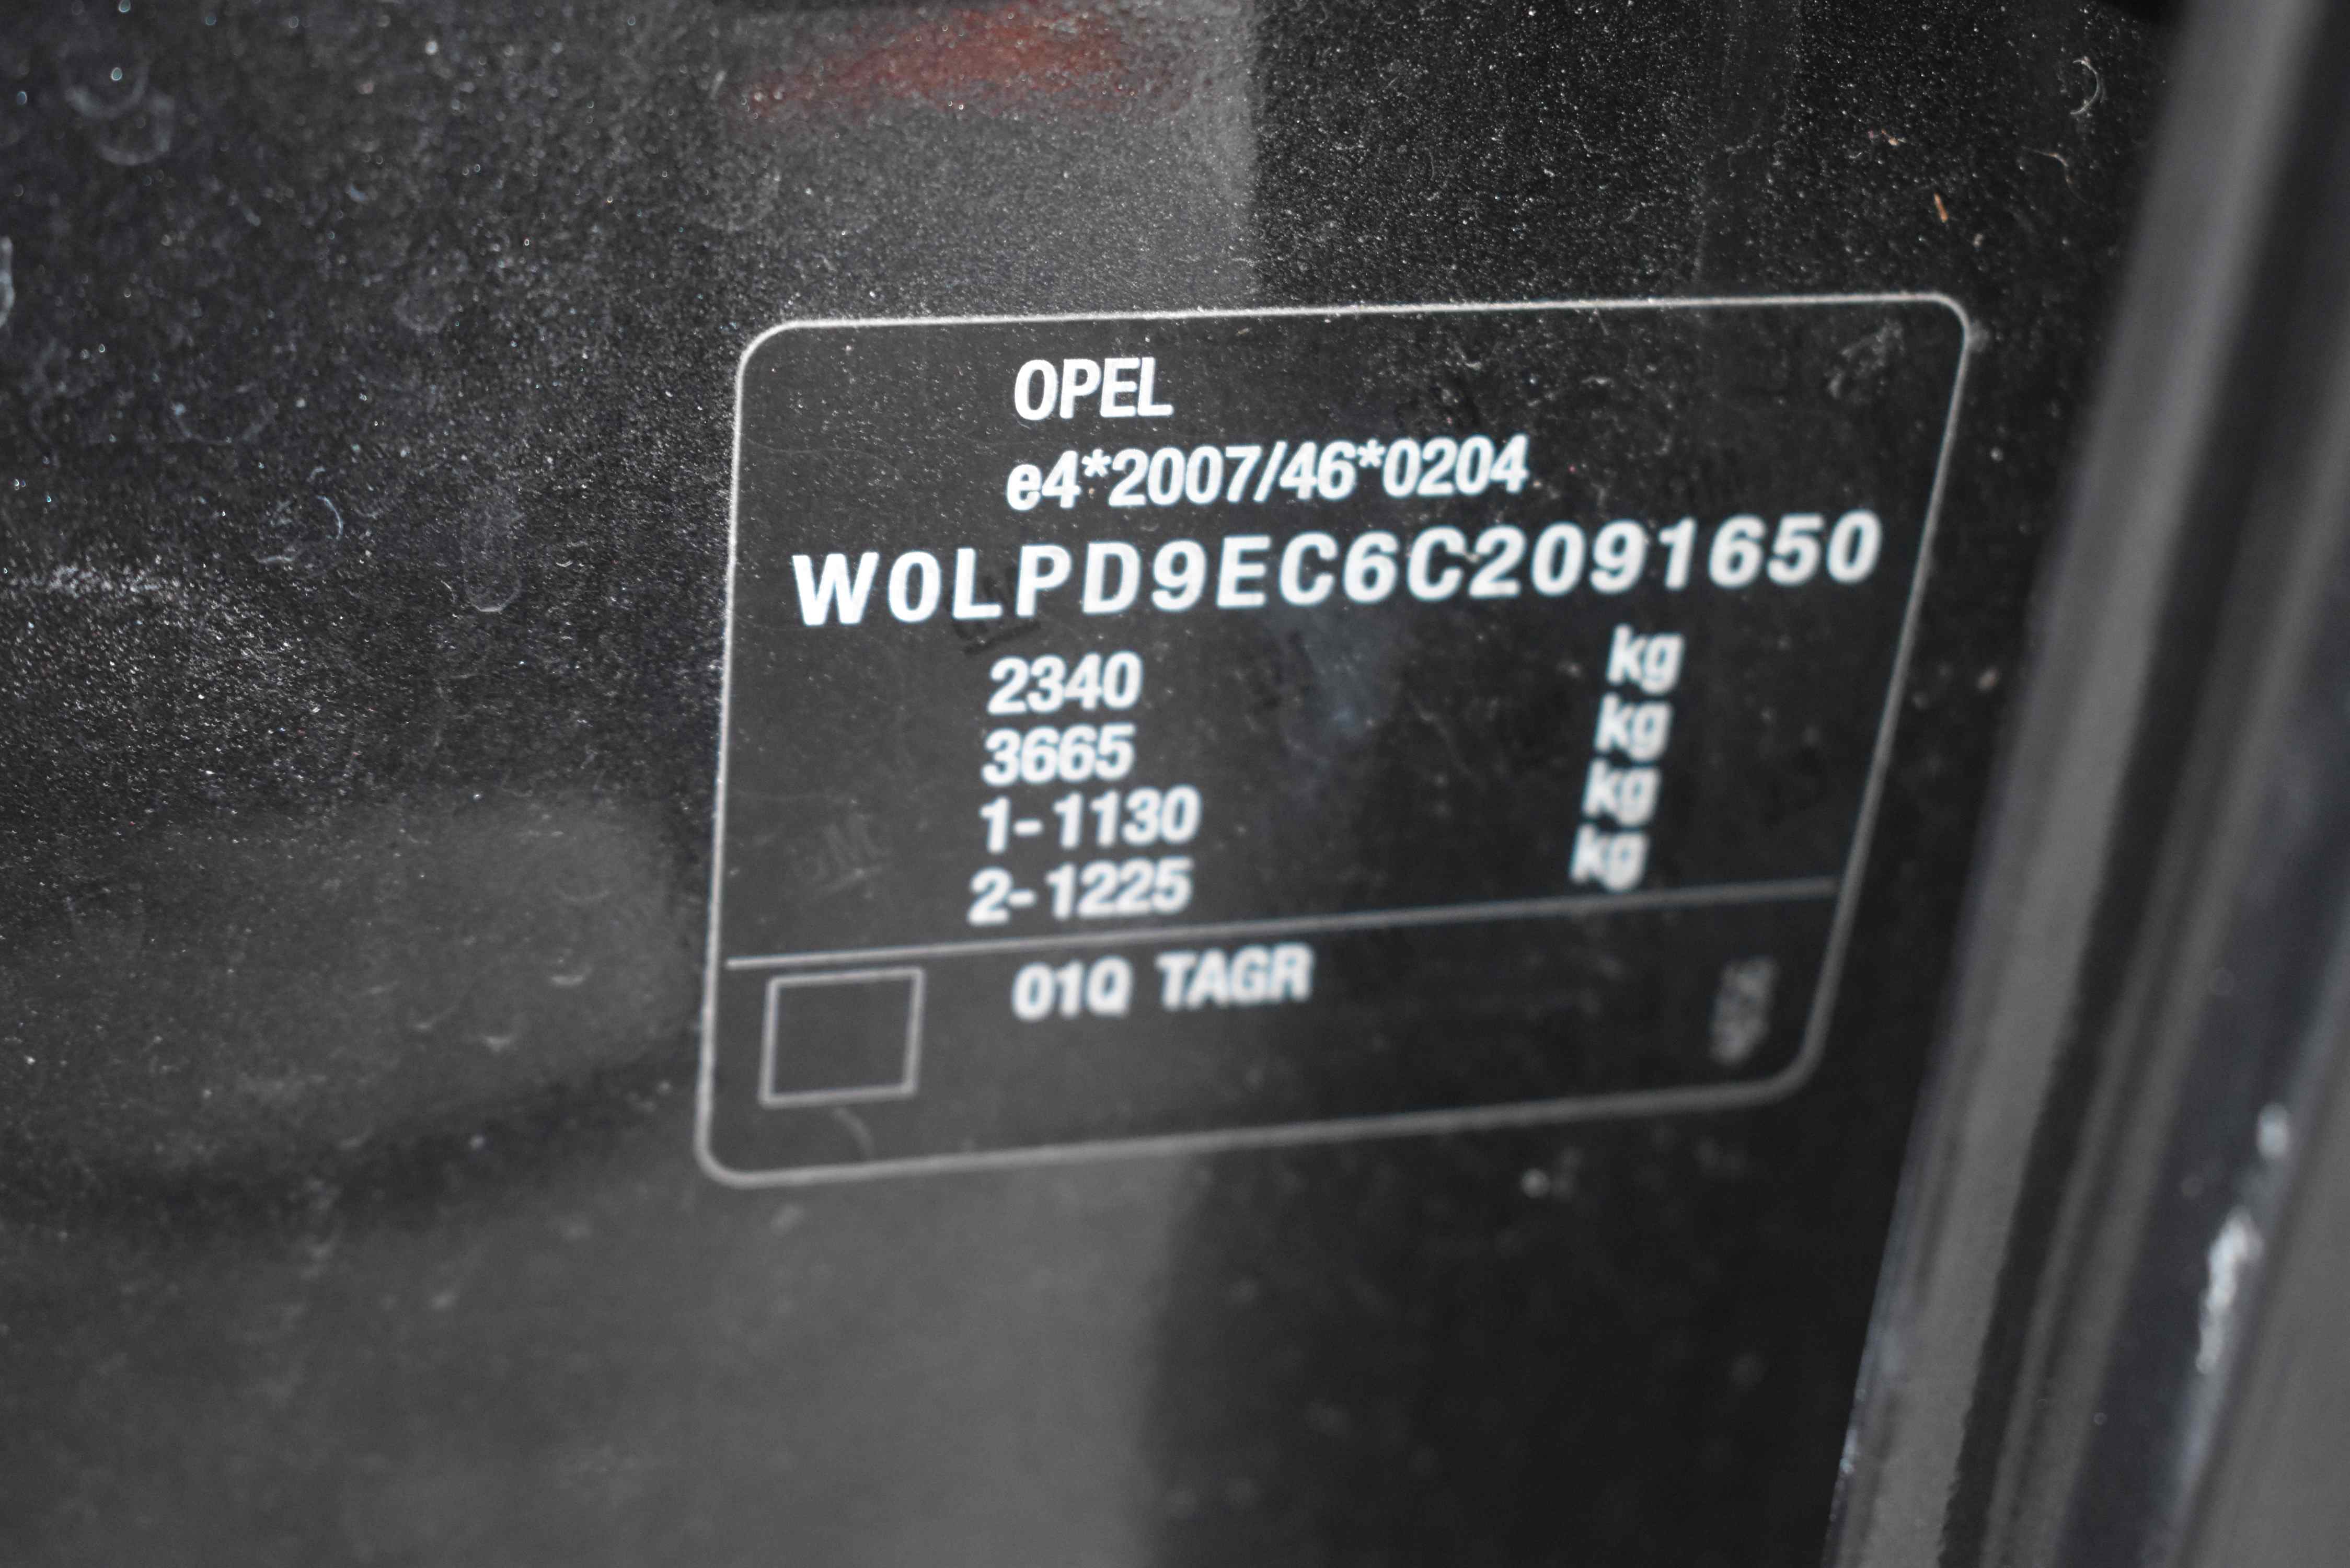 OPEL
e4*2007/46*0204
W0LPD9EC6C2091650
2340 kg
3665 kg
1-1130 kg
2-1225 kg
01Q TAGR